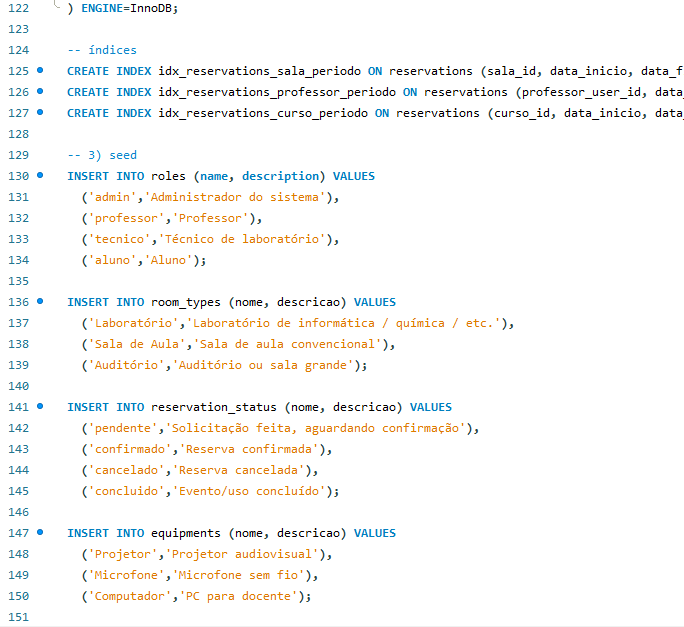 122 ) ENGINE=InnoDB;
123
124 -- índices
125 CREATE INDEX idx_reservations_sala_periodo ON reservations (sala_id, data_inicio, data_f
126 CREATE INDEX idx_reservations_professor_periodo ON reservations (professor_user_id, data_
127 CREATE INDEX idx_reservations_curso_periodo ON reservations (curso_id, data_inicio, data_
128
129 -- 3) seed
130 INSERT INTO roles (name, description) VALUES
131 ('admin','Administrador do sistema'),
132 ('professor','Professor'),
133 ('tecnico','Técnico de laboratório'),
134 ('aluno','Aluno');
135
136 INSERT INTO room_types (nome, descricao) VALUES
137 ('Laboratório','Laboratório de informática / química / etc.'),
138 ('Sala de Aula','Sala de aula convencional'),
139 ('Auditório','Auditório ou sala grande');
140
141 INSERT INTO reservation_status (nome, descricao) VALUES
142 ('pendente','Solicitação feita, aguardando confirmação'),
143 ('confirmado','Reserva confirmada'),
144 ('cancelado','Reserva cancelada'),
145 ('concluido','Evento/uso concluído');
146
147 INSERT INTO equipments (nome, descricao) VALUES
148 ('Projetor','Projetor audiovisual'),
149 ('Microfone','Microfone sem fio'),
150 ('Computador','PC para docente');
151